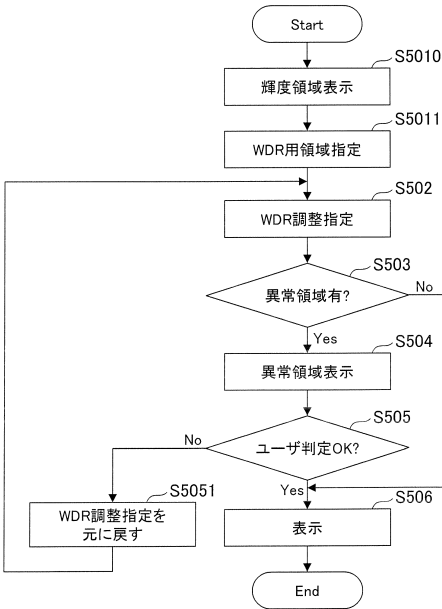 Start
S5010
輝度領域表示
S5011
WDR用領域指定
S502
WDR調整指定
S503
異常領域有?
No
Yes
S504
異常領域表示
S505
ユーザ判定OK?
No
Yes
S5051
WDR調整指定を
元に戻す
S506
表示
End